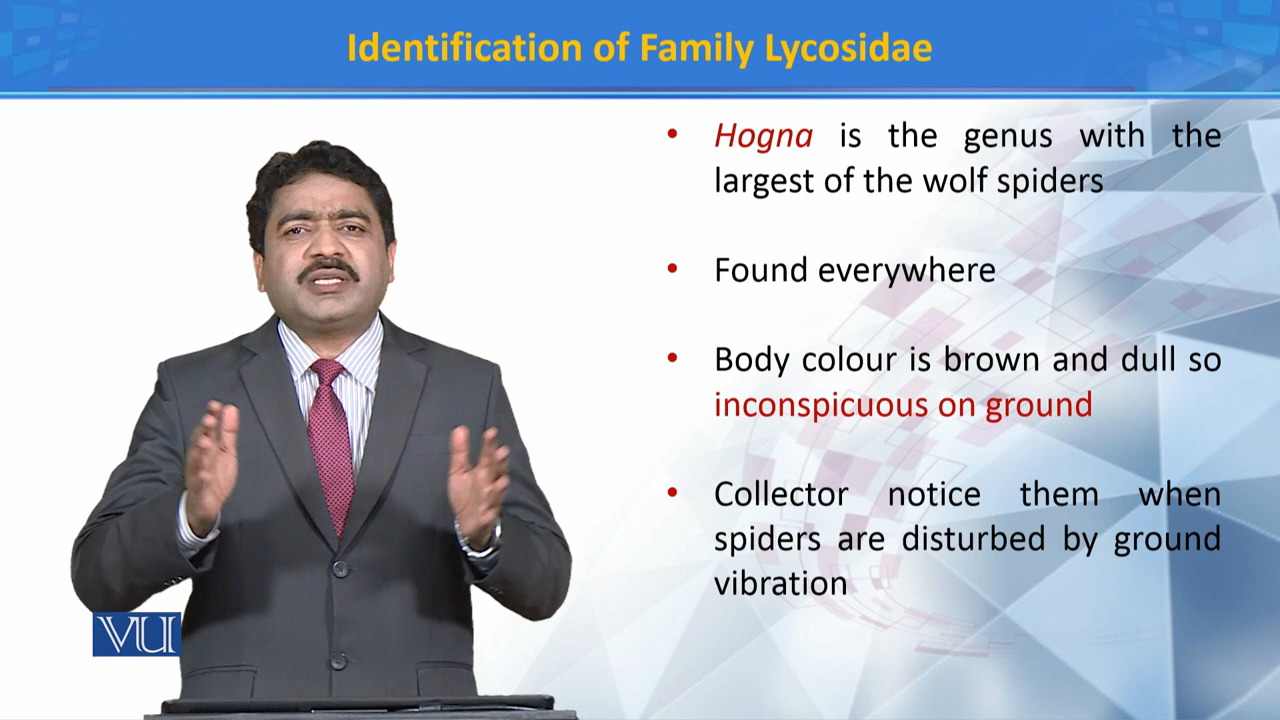 Identification of Family Lycosidae
• Hogna is the genus with the
largest of the wolf spiders
• Found everywhere
• Body colour is brown and dull so
inconspicuous on ground
• Collector notice them when
spiders are disturbed by ground
vibration
VU